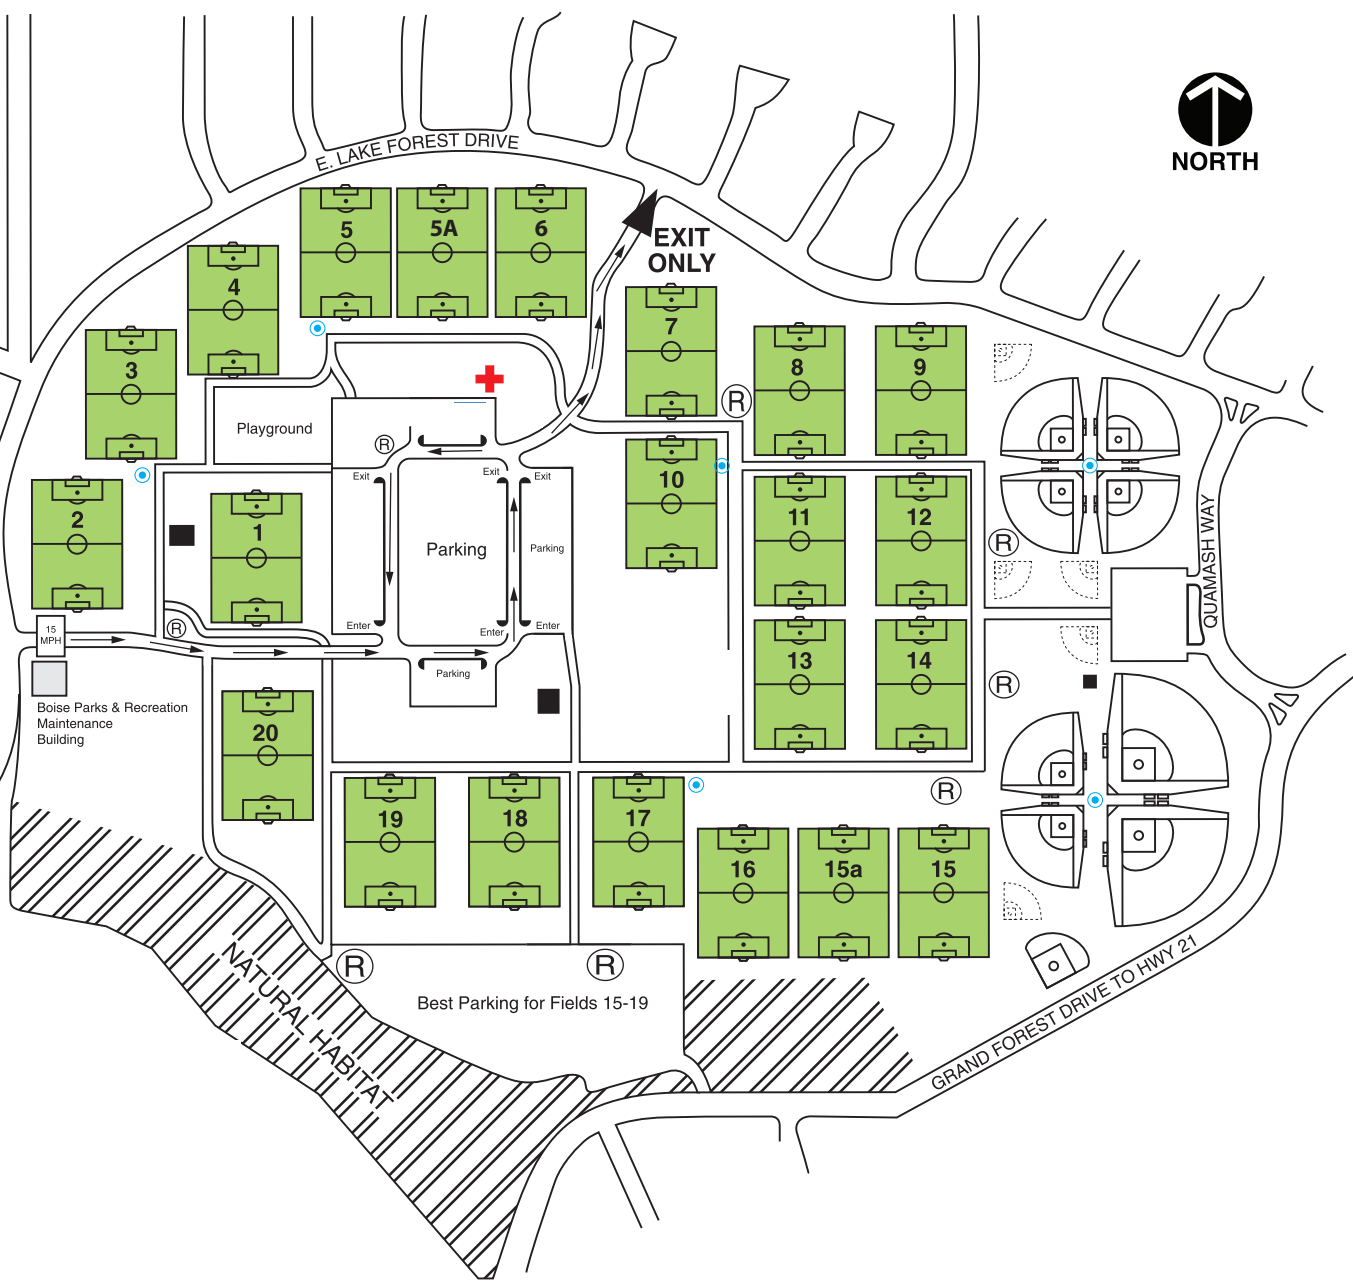 NORTH
E. LAKE FOREST DRIVE
5
5A
6
EXIT
ONLY
4
7
3
8
9
R
Playground
R
Exit
Exit
Exit
10
2
1
11
12
Parking
Parking
R
QUAMASH WAY
15
MPH
R
Enter
Enter
Enter
13
14
Parking
R
Boise Parks & Recreation
Maintenance
Building
20
R
19
18
17
16
15a
15
NATURAL HABITAT
R
R
Best Parking for Fields 15-19
GRAND FOREST DRIVE TO HWY 21